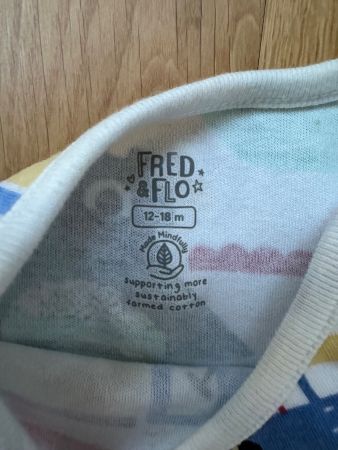 FRED
& FLO
12-18 m
Made Mindfully
supporting more
sustainably
farmed cotton